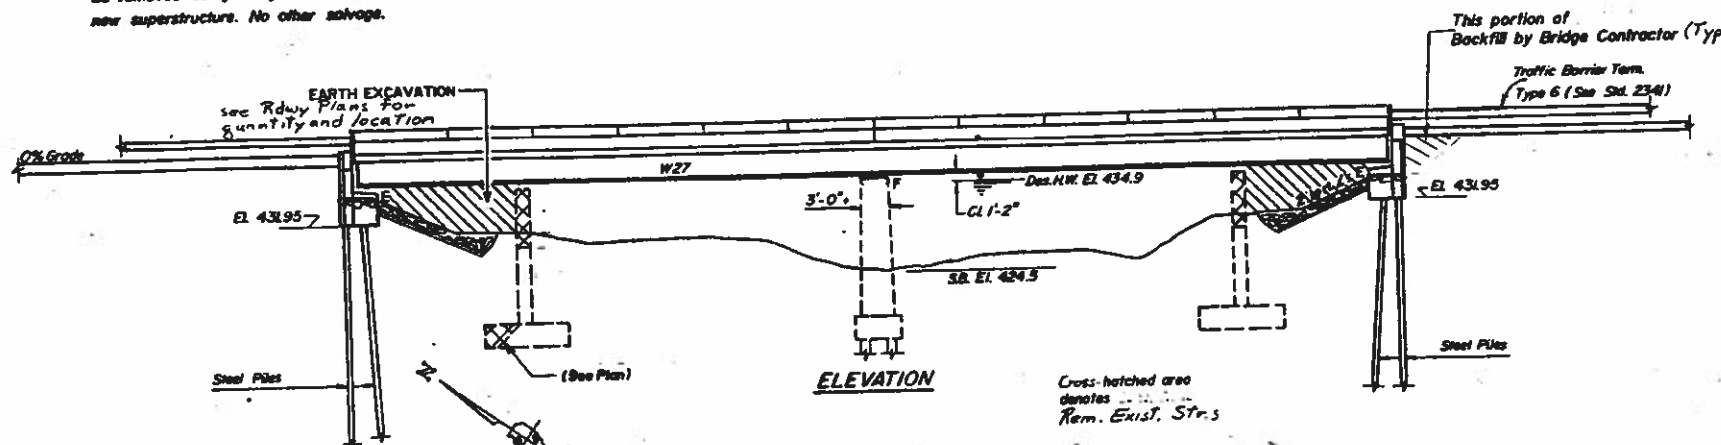 new superstructure. No other salvage.
This portion of
Backfill by Bridge Contractor (Typ
Traffic Barrier Term.
Type 6 (See Std. 2341)
EARTH EXCAVATION
see Rdwy Plans for
quantity and location
0% Grade
W27
Des. H.W. El. 434.9
E
F
E
3'-0"
Cl. 1'-2"
El. 431.95
El. 431.95
S.B. El. 424.5
Steel Piles
(See Plan)
Steel Piles
N
ELEVATION
Cross-hatched area
denotes
Rem. Exist. Str.s